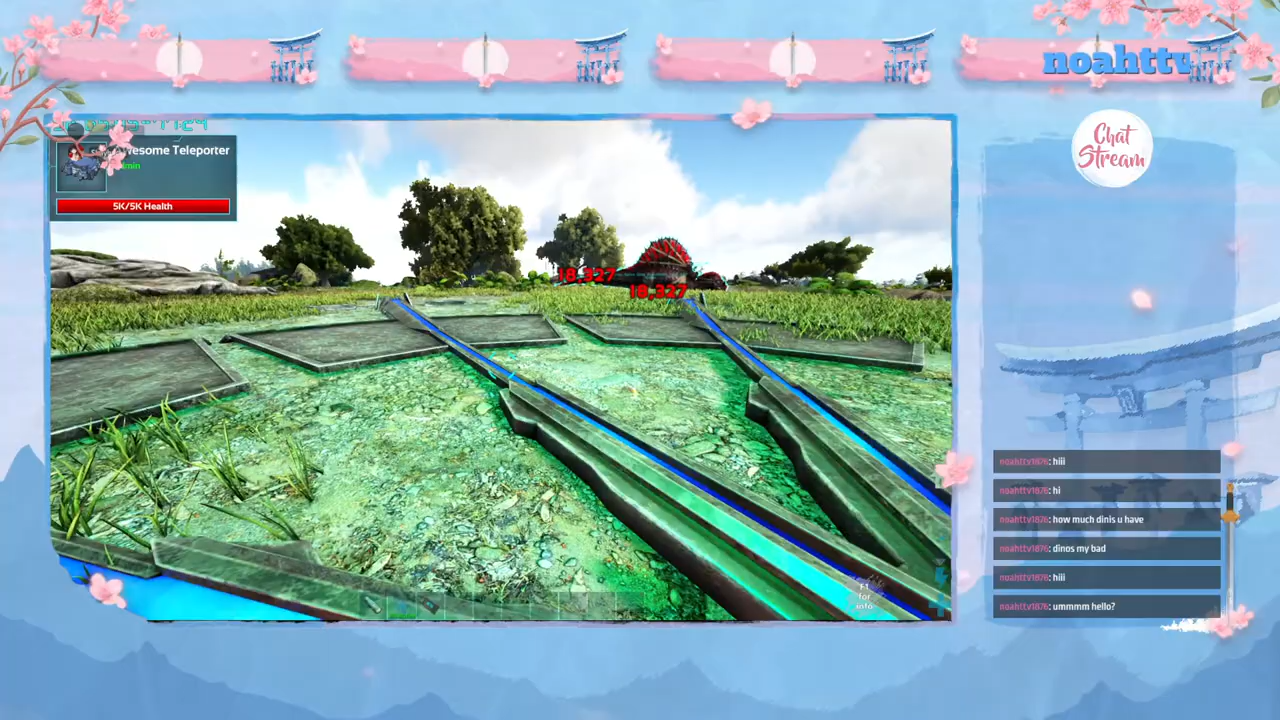 noahttv
Chat
Stream
Awesome Teleporter
5K/5K Health
18,327
18,327
F1
for
info
noahttv1876: hiii
noahttv1876: hi
noahttv1876: how much dinis u have
noahttv1876: dinos my bad
noahttv1876: hiii
noahttv1876: ummmm hello?